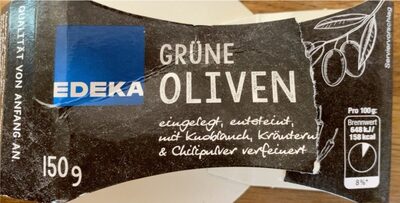 QUALITÄT VON ANFANG AN.
EDEKA
GRÜNE
OLIVEN
eingelegt, entsteint,
mit Knoblauch, Kräutern
& Chilipulver verfeinert
150g
Serviervorschlag
Pro 100g:
Brennwert
648 kJ/
158 kcal
8%*